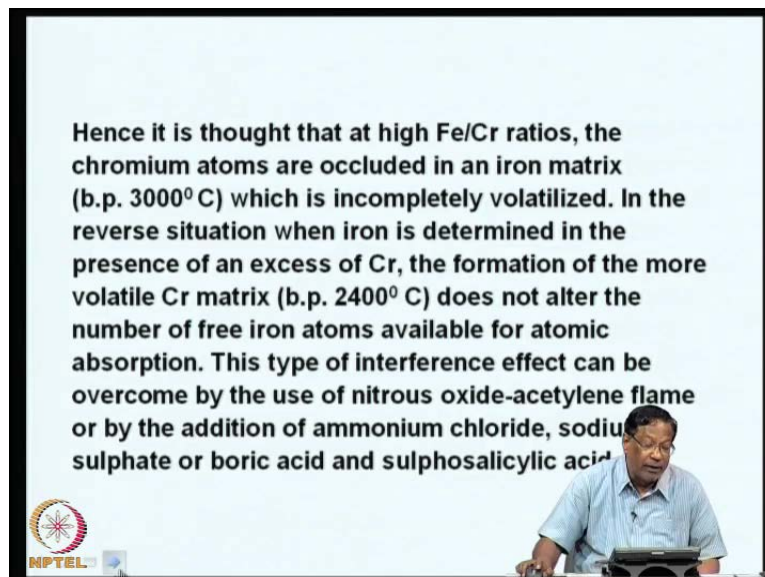 Hence it is thought that at high Fe/Cr ratios, the
chromium atoms are occluded in an iron matrix
(b.p. 3000⁰ C) which is incompletely volatilized. In the
reverse situation when iron is determined in the
presence of an excess of Cr, the formation of the more
volatile Cr matrix (b.p. 2400⁰ C) does not alter the
number of free iron atoms available for atomic
absorption. This type of interference effect can be
overcome by the use of nitrous oxide-acetylene flame
or by the addition of ammonium chloride, sodiu
sulphate or boric acid and sulphosalicylic acid
NPTEL